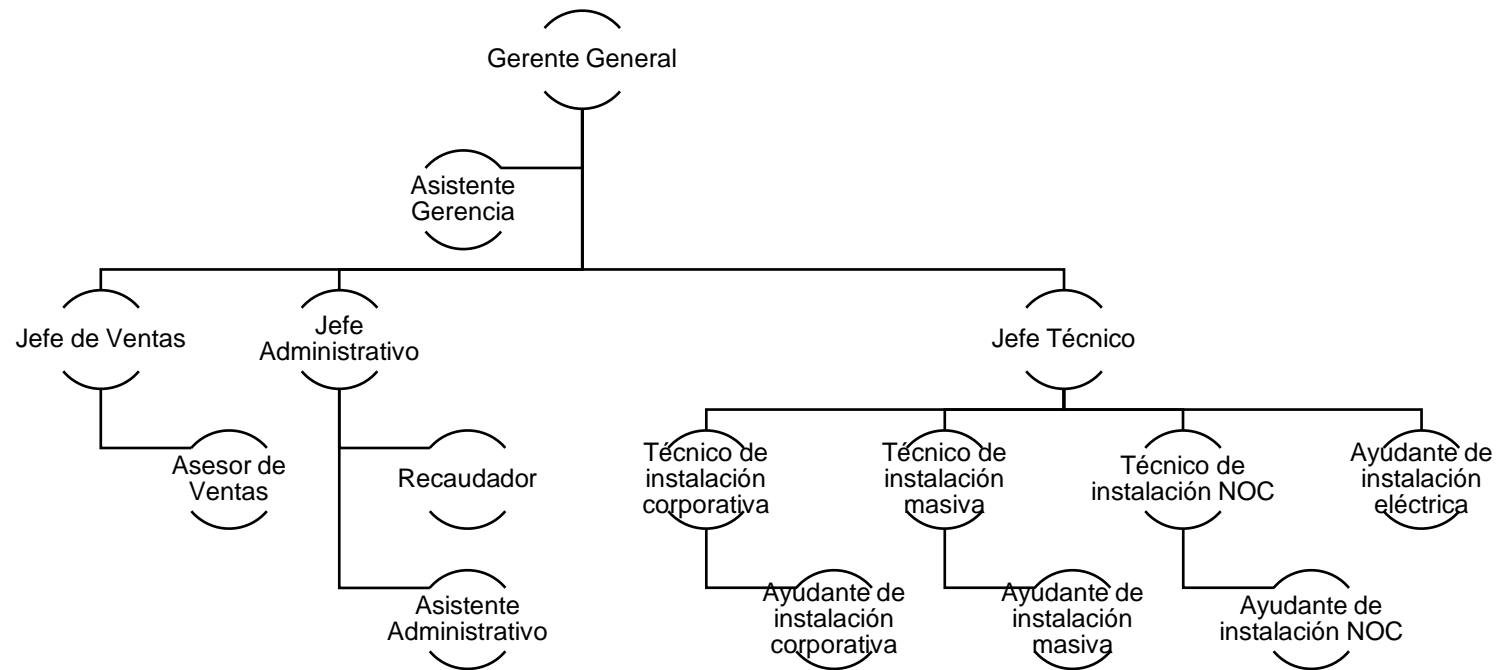 Gerente General
Asistente
Gerencia
Jefe de Ventas
Jefe
Administrativo
Jefe Técnico
Asesor de
Ventas
Recaudador
Técnico de
instalación
corporativa
Técnico de
instalación
masiva
Técnico de
instalación NOC
Ayudante de
instalación
eléctrica
Asistente
Administrativo
Ayudante de
instalación
corporativa
Ayudante de
instalación
masiva
Ayudante de
instalación NOC